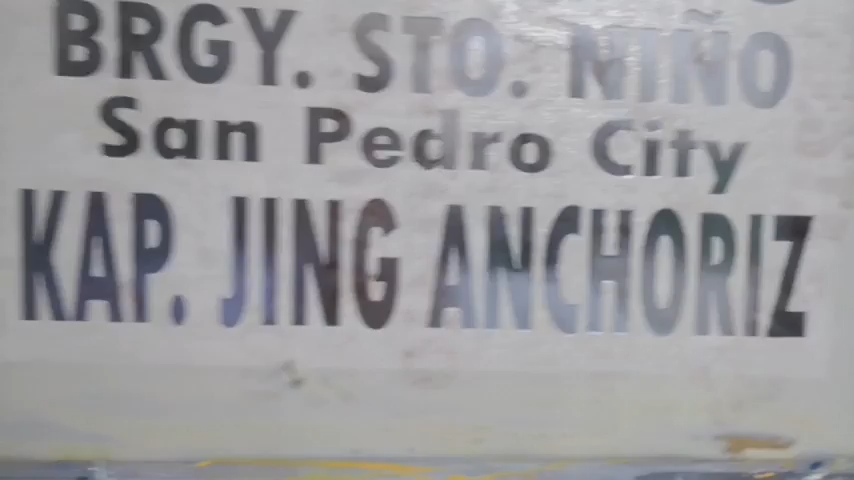 BRGY. STO. NIÑO
San Pedro City
KAP. JING ANCHORIZ